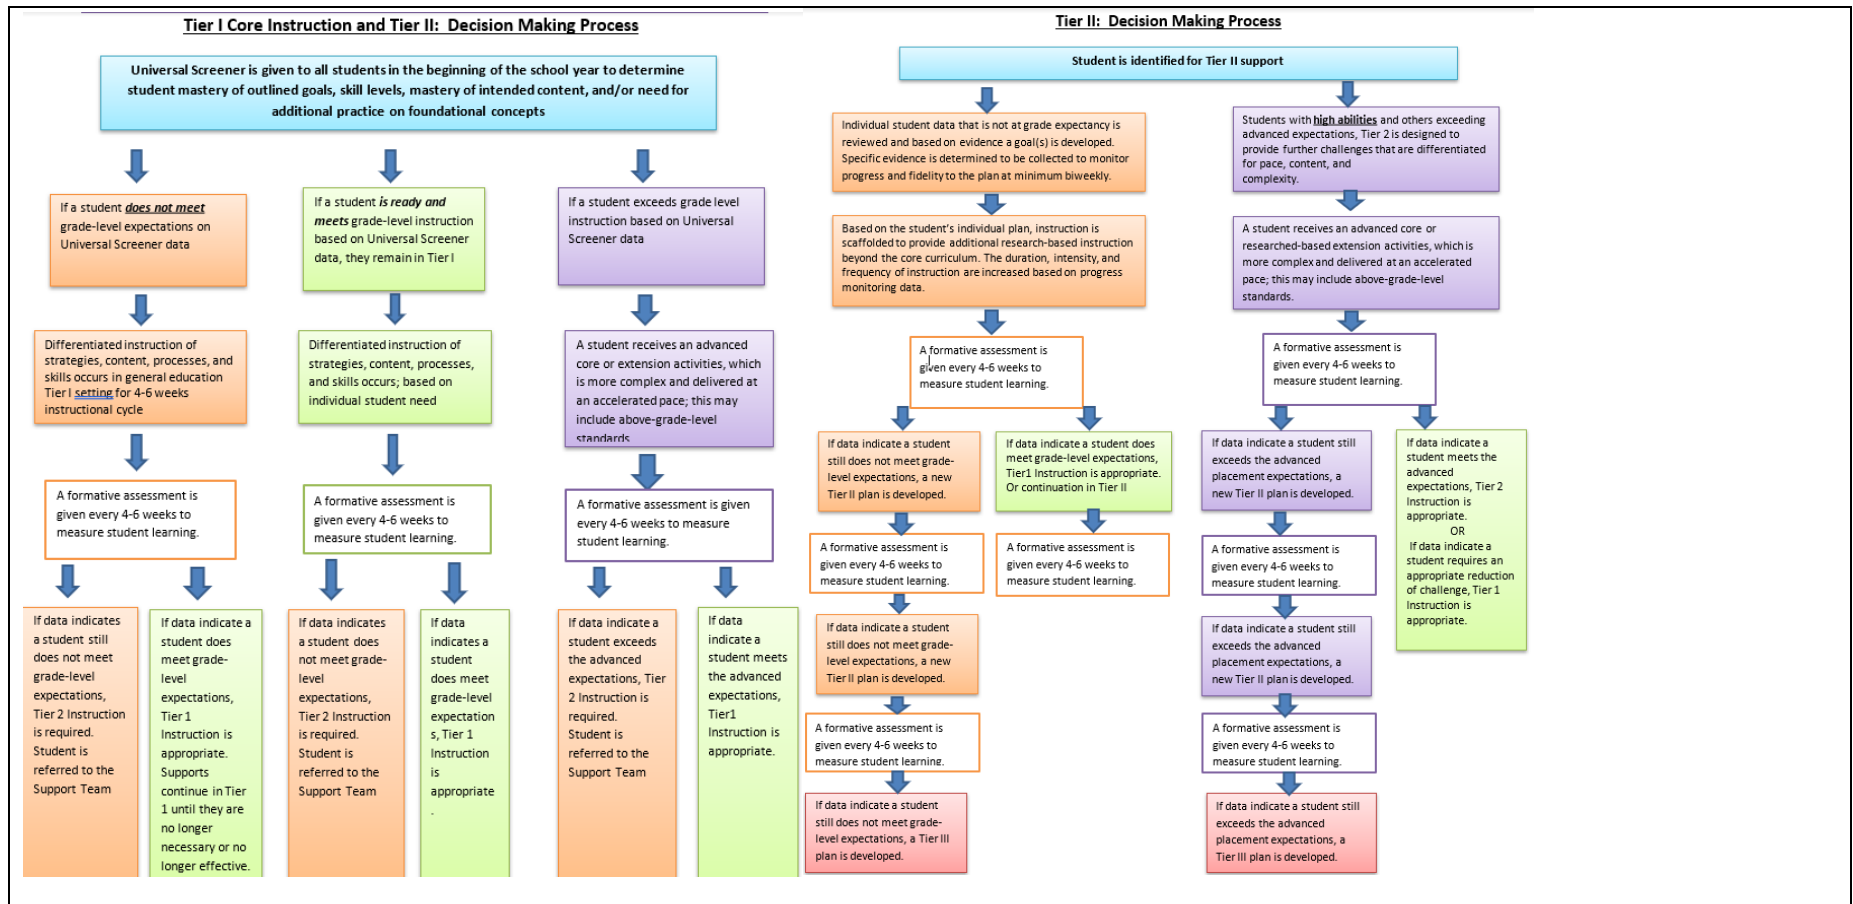 Tier I Core Instruction and Tier II:  Decision Making Process
Universal Screener is given to all students in the beginning of the school year to determine
student mastery of outlined goals, skill levels, mastery of intended content, and/or need for
additional practice on foundational concepts
If a student does not meet
grade-level expectations on
Universal Screener data
If a student is ready and
meets grade-level instruction
based on Universal Screener
data, they remain in Tier I
If a student exceeds grade level
instruction based on Universal
Screener data
Differentiated instruction of
strategies, content, processes, and
skills occurs in general education
Tier I setting for 4-6 weeks
instructional cycle
Differentiated instruction of
strategies, content, processes,
and skills occurs; based on
individual student need
A student receives an advanced
core or extension activities, which
is more complex and delivered at
an accelerated pace; this may
include above-grade-level
standards
A formative assessment is
given every 4-6 weeks to
measure student learning.
A formative assessment is
given every 4-6 weeks to
measure student learning.
A formative assessment is given
every 4-6 weeks to measure
student learning.
If data indicates
a student still
does not meet
grade-level
expectations,
Tier 2 Instruction
is required.
Student is
referred to the
Support Team
If data indicate a
student does
meet grade-
level
expectations,
Tier 1
Instruction is
appropriate.
Supports
continue in Tier
1 until they are
no longer
necessary or no
longer effective.
If data indicates
a student does
not meet grade-
level
expectations,
Tier 2 Instruction
is required.
Student is
referred to the
Support Team
If data
indicates a
student
does meet
grade-level
expectation
s, Tier 1
Instruction
is
appropriate
.
If data indicate a
student exceeds
the advanced
expectations, Tier
2 Instruction is
required.
Student is
referred to the
Support Team
If data
indicate a
student meets
the advanced
expectations,
Tier1
Instruction is
appropriate.
Tier II:  Decision Making Process
Student is identified for Tier II support
Individual student data that is not at grade expectancy is
reviewed and based on evidence a goal(s) is developed.
Specific evidence is determined to be collected to monitor
progress and fidelity to the plan at minimum biweekly.
Students with high abilities and others exceeding
advanced expectations, Tier 2 is designed to
provide further challenges that are differentiated
for pace, content, and
complexity.
Based on the student's individual plan, instruction is
scaffolded to provide additional research-based instruction
beyond the core curriculum. The duration, intensity, and
frequency of instruction are increased based on progress
monitoring data.
A student receives an advanced core or
researched-based extension activities, which is
more complex and delivered at an accelerated
pace; this may include above-grade-level
standards.
A formative assessment is
given every 4-6 weeks to
measure student learning.
A formative assessment is
given every 4-6 weeks to
measure student learning.
If data indicate a student
still does not meet grade-
level expectations, a new
Tier II plan is developed.
If data indicate a student does
meet grade-level expectations,
Tier1 Instruction is appropriate.
Or continuation in Tier II
If data indicate a student still
exceeds the advanced
placement expectations, a
new Tier II plan is developed.
If data indicate a
student meets the
advanced
expectations, Tier 2
Instruction is
appropriate.
OR
If data indicate a
student requires an
appropriate reduction
of challenge, Tier 1
Instruction is
appropriate.
A formative assessment is
given every 4-6 weeks to
measure student learning.
A formative assessment is
given every 4-6 weeks to
measure student learning.
A formative assessment is
given every 4-6 weeks to
measure student learning.
If data indicate a student
still does not meet grade-
level expectations, a new
Tier II plan is developed.
If data indicate a student still
exceeds the advanced
placement expectations, a
new Tier II plan is developed.
A formative assessment is
given every 4-6 weeks to
measure student learning.
A formative assessment is
given every 4-6 weeks to
measure student learning.
If data indicate a student
still does not meet grade-
level expectations, a Tier III
plan is developed.
If data indicate a student still
exceeds the advanced
placement expectations, a
Tier III plan is developed.